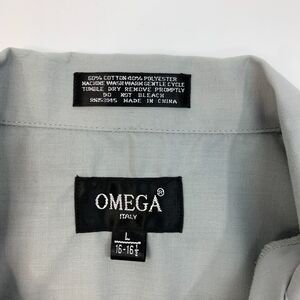 60% COTTON 40% POLYESTER
MACHINE WASH WARM GENTLE CYCLE
TUMBLE DRY REMOVE PROMPTLY
DO NOT BLEACH
MADE IN CHINA
OMEGA®
ITALY
L
16-16½